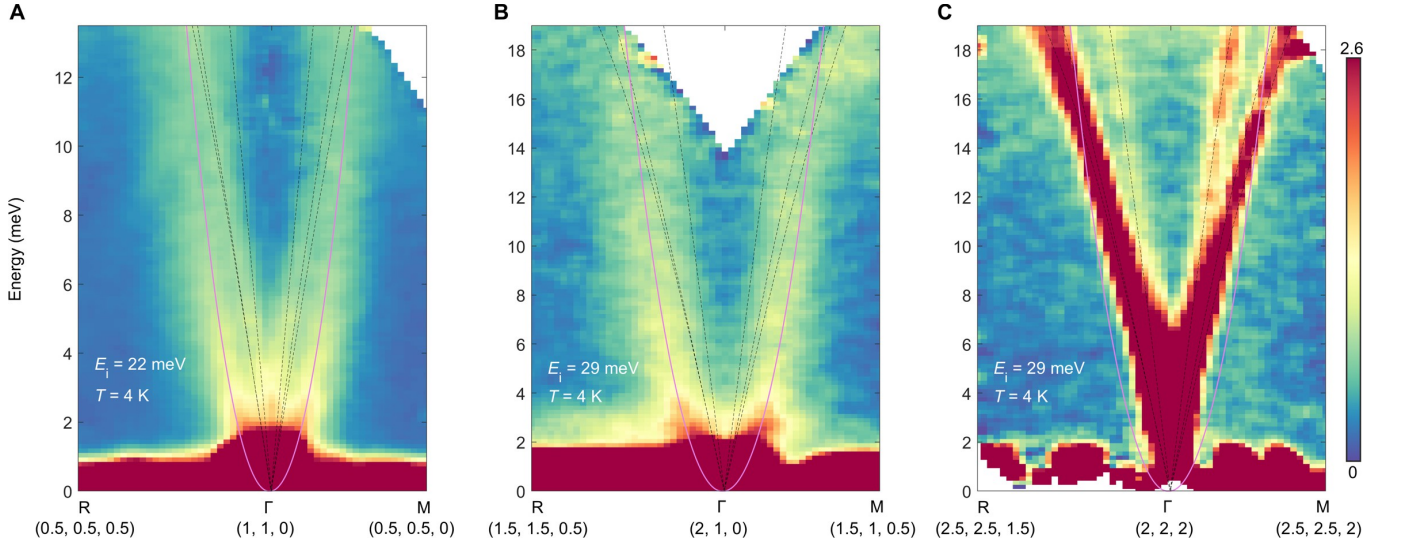 A
B
C
Energy (meV)
12
10
8
6
4
2
0
Ei = 22 meV
T = 4 K
R
Γ
M
(0.5, 0.5, 0.5)
(1, 1, 0)
(0.5, 0.5, 0)
18
16
14
12
10
8
6
4
2
0
Ei = 29 meV
T = 4 K
R
Γ
M
(1.5, 1.5, 0.5)
(2, 1, 0)
(1.5, 1, 0.5)
18
16
14
12
10
8
6
4
2
0
Ei = 29 meV
T = 4 K
R
Γ
M
(2.5, 2.5, 1.5)
(2, 2, 2)
(2.5, 2.5, 2)
2.6
0